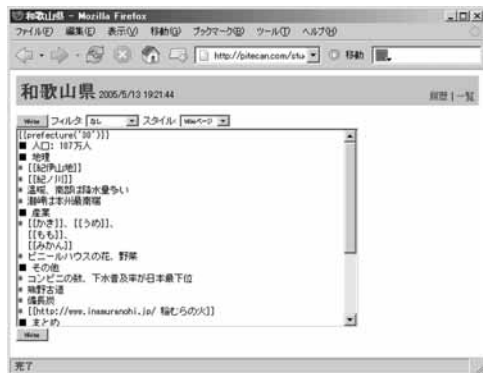 和歌山県 - Mozilla Firefox
ファイル(F) 編集(E) 表示(V) 移動(G) ブックマーク(B) ツール(T) ヘルプ(H)
http://pitecan.com/stu 移動
和歌山県 2005/5/13 19:21:44 履歴 | 一覧
Write フィルタ: なし スタイル: Wikiページ
[[prefecture('30')]]
■ 人口: 107万人
■ 地理
* [[紀伊山地]]
* [[紀ノ川]]
* 温暖、南部は降水量多い
* 潮岬は本州最南端
■ 産業
* [[かき]]、[[うめ]]、
[[もも]]、
[[みかん]]
* ビニールハウスの花、野菜
■ その他
* コンビニの数、下水普及率が日本最下位
* 熊野古道
* 備長炭
* [[http://www.inamuranohi.jp/ 稲むらの火]]
■ まとめ
Write
完了